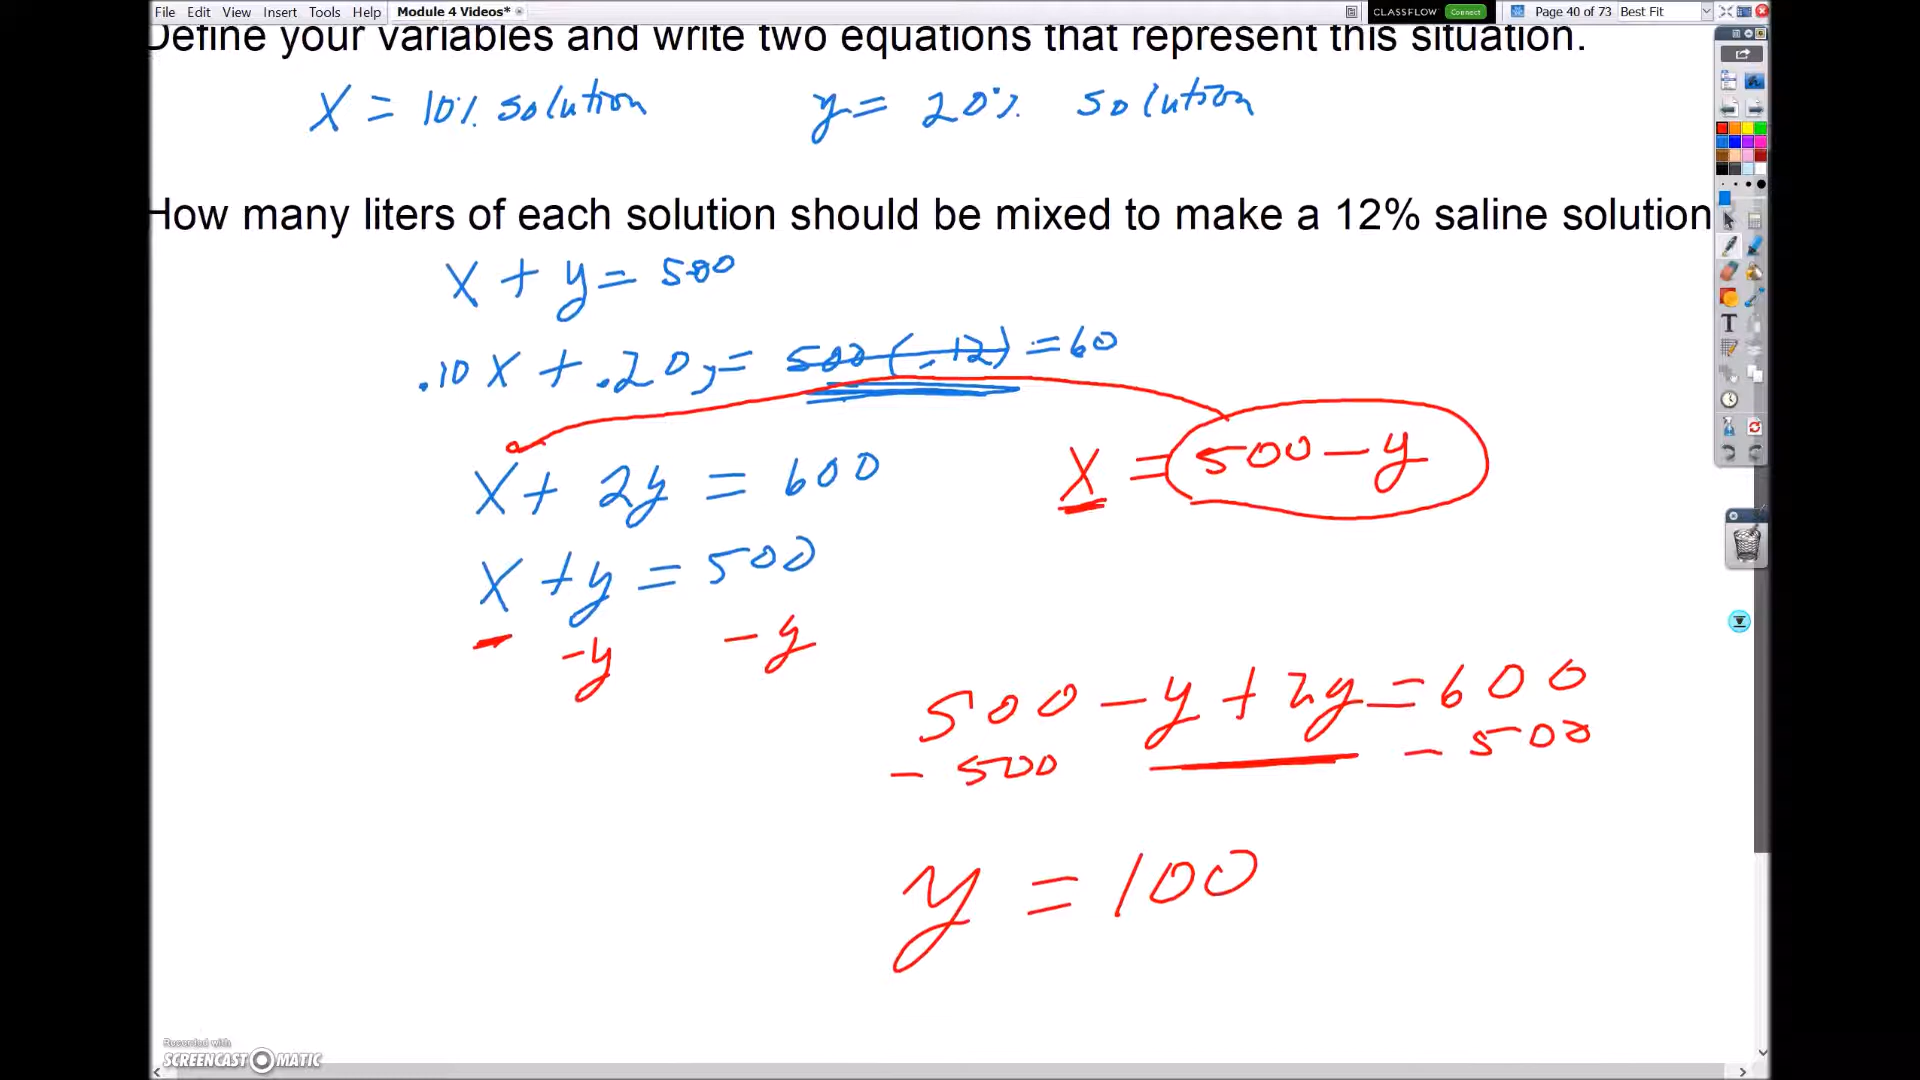 File Edit View Insert Tools Help Module 4 Videos* CLASSFLOW Connect Page 40 of 73 Best Fit
Define your variables and write two equations that represent this situation.
X = 10% solution y = 20% solution
How many liters of each solution should be mixed to make a 12% saline solution
X + y = 500
.10 X + .20 y = 500 ( .12) = 60
X + 2y = 600
X = 500 - y
X + y = 500
- y - y
500 - y + 2y = 600
- 500 - 500
y = 100
Recorded with
SCREENCAST MATIC